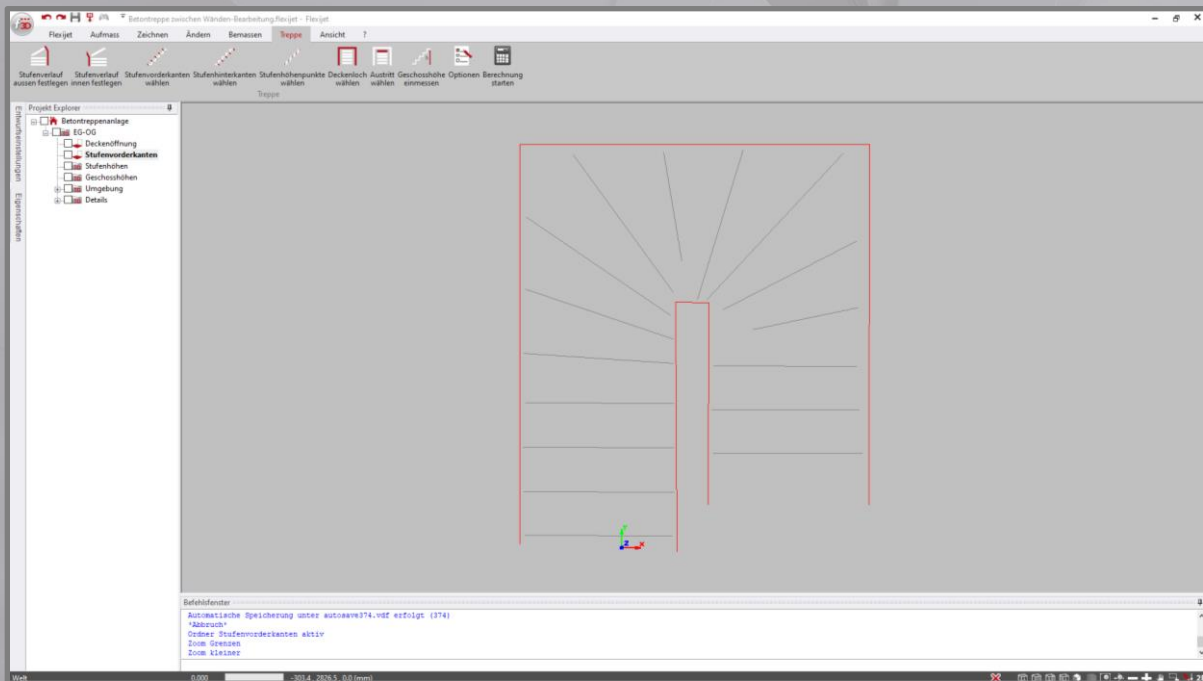 3D
Betontreppe.zwischen Wänden-Bearbeitung.flexijet - Flexijet
Flexijet Aufmass Zeichnen Ändern Bemassen Treppe Ansicht ?
Stufenverlauf Stufenverlauf Stufenvorderkanten Stufenhinterkanten Stufenhöhenpunkte Deckenloch Austritt Geschosshöhe Optionen Berechnung
aussen festlegen innen festlegen wählen wählen wählen wählen wählen einmessen starten
Treppe
Entwurfseinstellungen
Eigenschaften
Projekt Explorer
Betontreppenanlage
EG-OG
Deckenöffnung
Stufenvorderkanten
Stufenhöhen
Geschosshöhen
Umgebung
Details
Y
Z X
Befehlsfenster
Automatische Speicherung unter autosave374.vdf erfolgt (374)
*Abbruch*
Ordner Stufenvorderkanten aktiv
Zoom Grenzen
Zoom kleiner
Welt 0.000 -303.4, 2826.5, 0.0 (mm)